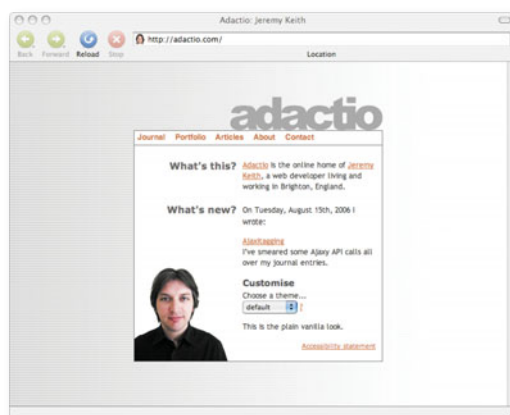 Adactio: Jeremy Keith
Back Forward Reload Stop
http://adactio.com/
Location
adactio
Journal Portfolio Articles About Contact
What's this? Adactio is the online home of Jeremy
Keith, a web developer living and
working in Brighton, England.
What's new? On Tuesday, August 15th, 2006 I
wrote:
Ajaxtagging
I've smeared some Ajaxy API calls all
over my journal entries.
Customise
Choose a theme...
default ?
This is the plain vanilla look.
Accessibility statement